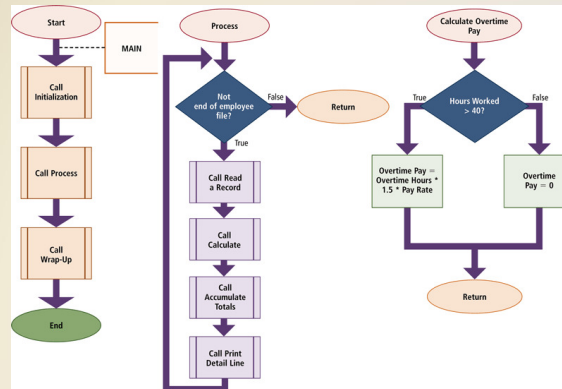 Start
MAIN
Call
Initialization
Call Process
Call
Wrap-Up
End
Process
Not
end of employee
file?
False
Return
True
Call Read
a Record
Call
Calculate
Call
Accumulate
Totals
Call Print
Detail Line
Calculate Overtime
Pay
True
Hours Worked
> 40?
False
Overtime Pay =
Overtime Hours *
1.5 * Pay Rate
Overtime
Pay = 0
Return